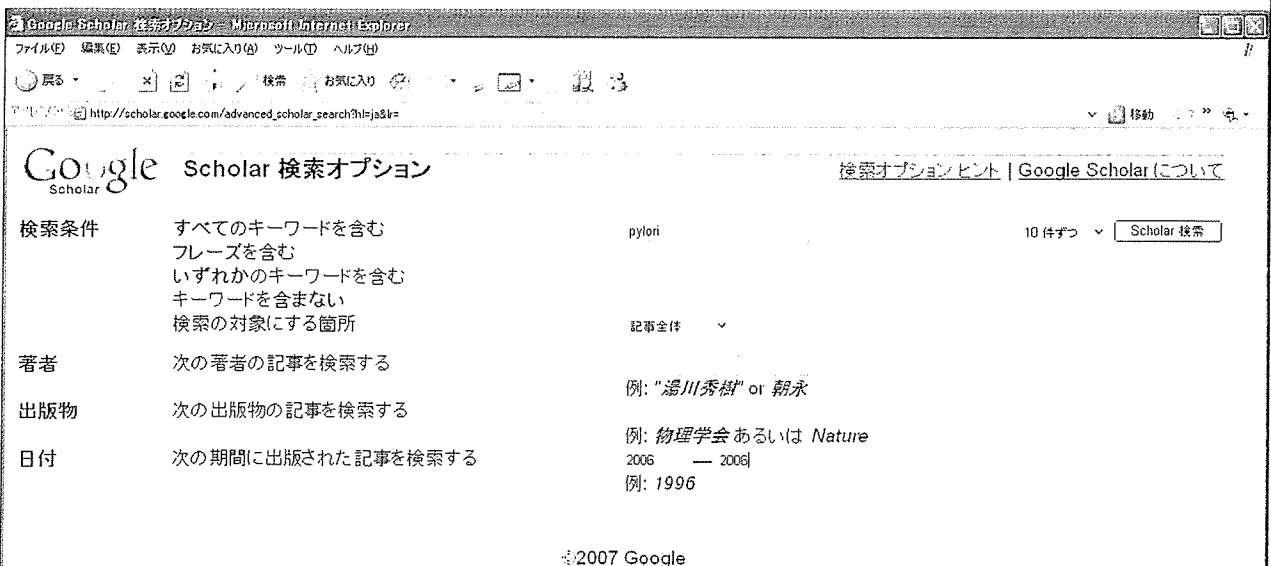 Google Scholar 検索オプション - Microsoft Internet Explorer
ファイル(F) 編集(E) 表示(V) お気に入り(A) ツール(T) ヘルプ(H)
戻る 検索 お気に入り
http://scholar.google.com/advanced_scholar_search?hl=ja&lr= 移動 »
Google Scholar Scholar 検索オプション 検索オプション ヒント | Google Scholar について
検索条件 すべてのキーワードを含む pylori 10 件ずつ Scholar 検索
フレーズを含む
いずれかのキーワードを含む
キーワードを含まない
検索の対象にする箇所 記事全体
著者 次の著者の記事を検索する
例: "湯川秀樹" or 朝永
出版物 次の出版物の記事を検索する
例: 物理学会 あるいは Nature
日付 次の期間に出版された記事を検索する 2006 — 2006
例: 1996
©2007 Google